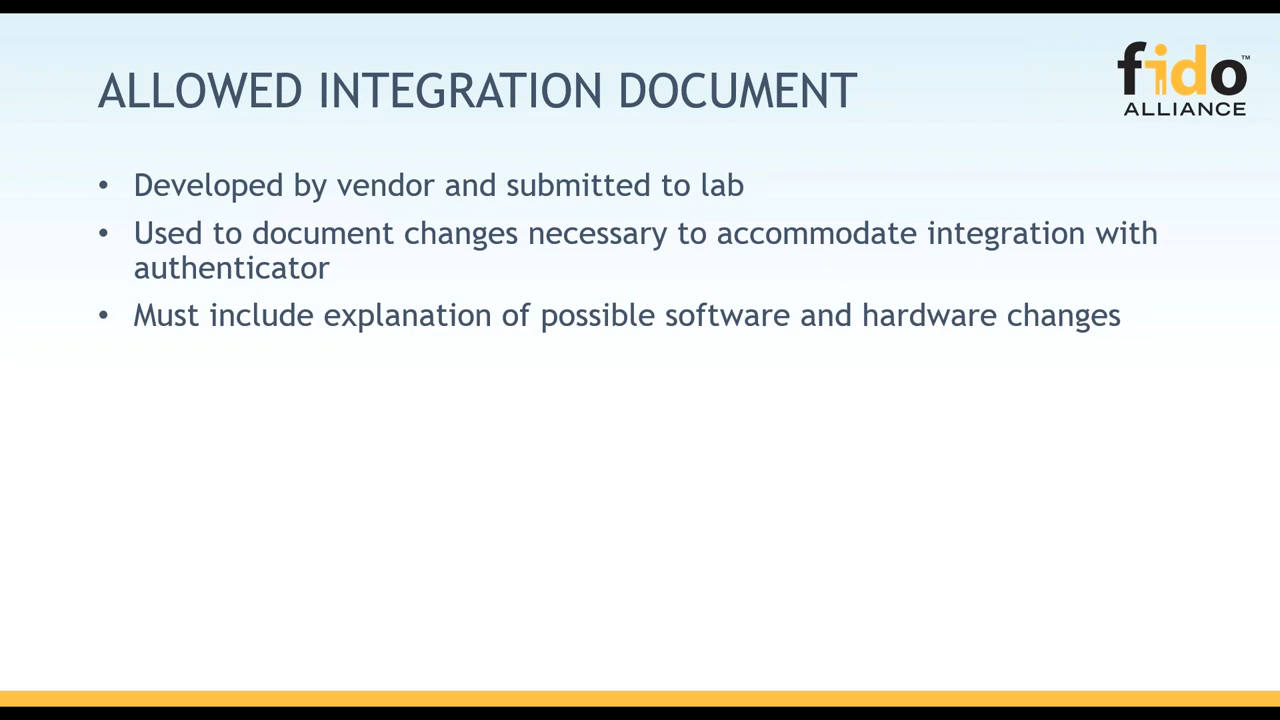 ALLOWED INTEGRATION DOCUMENT
fido™
ALLIANCE
• Developed by vendor and submitted to lab
• Used to document changes necessary to accommodate integration with
authenticator
• Must include explanation of possible software and hardware changes